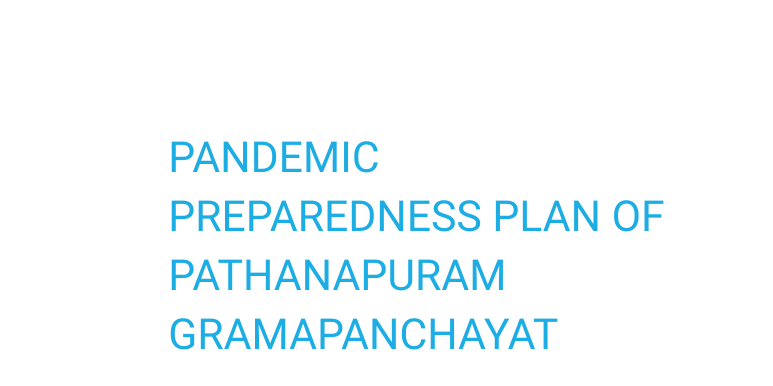 PANDEMIC
PREPAREDNESS PLAN OF
PATHANAPURAM
GRAMAPANCHAYAT